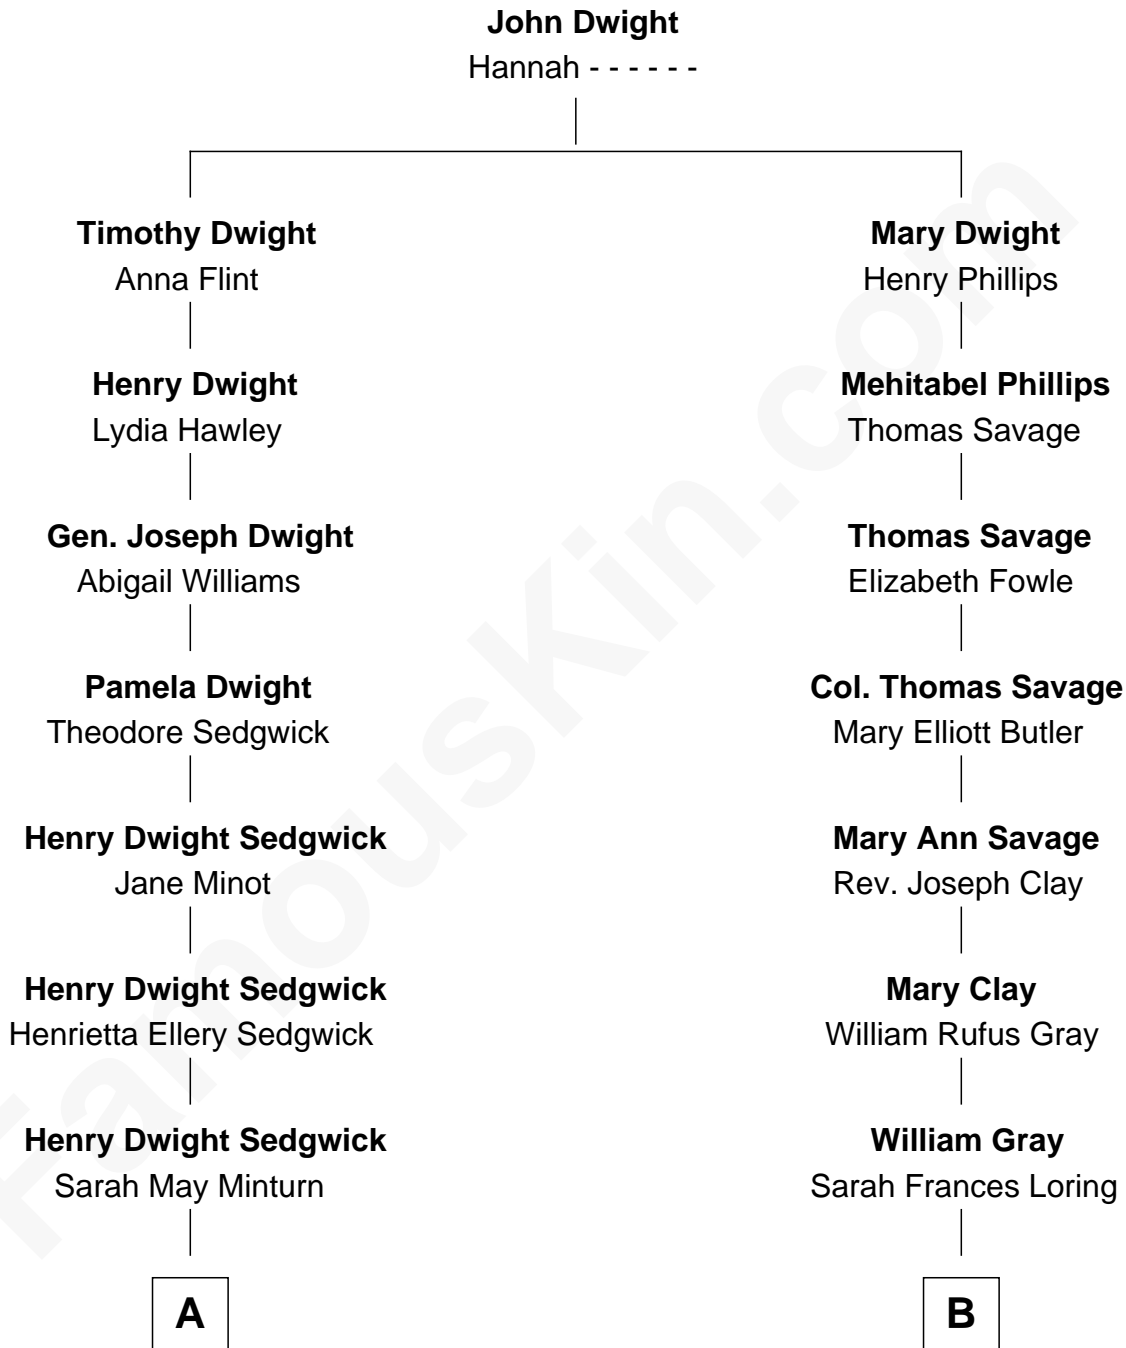 John Dwight
Hannah - - - - - -
Timothy Dwight
Anna Flint
Mary Dwight
Henry Phillips
Henry Dwight
Lydia Hawley
Mehitabel Phillips
Thomas Savage
Gen. Joseph Dwight
Abigail Williams
Thomas Savage
Elizabeth Fowle
Pamela Dwight
Theodore Sedgwick
Col. Thomas Savage
Mary Elliott Butler
Henry Dwight Sedgwick
Jane Minot
Mary Ann Savage
Rev. Joseph Clay
Henry Dwight Sedgwick
Henrietta Ellery Sedgwick
Mary Clay
William Rufus Gray
Henry Dwight Sedgwick
Sarah May Minturn
William Gray
Sarah Frances Loring
A
B
FamousKin.com